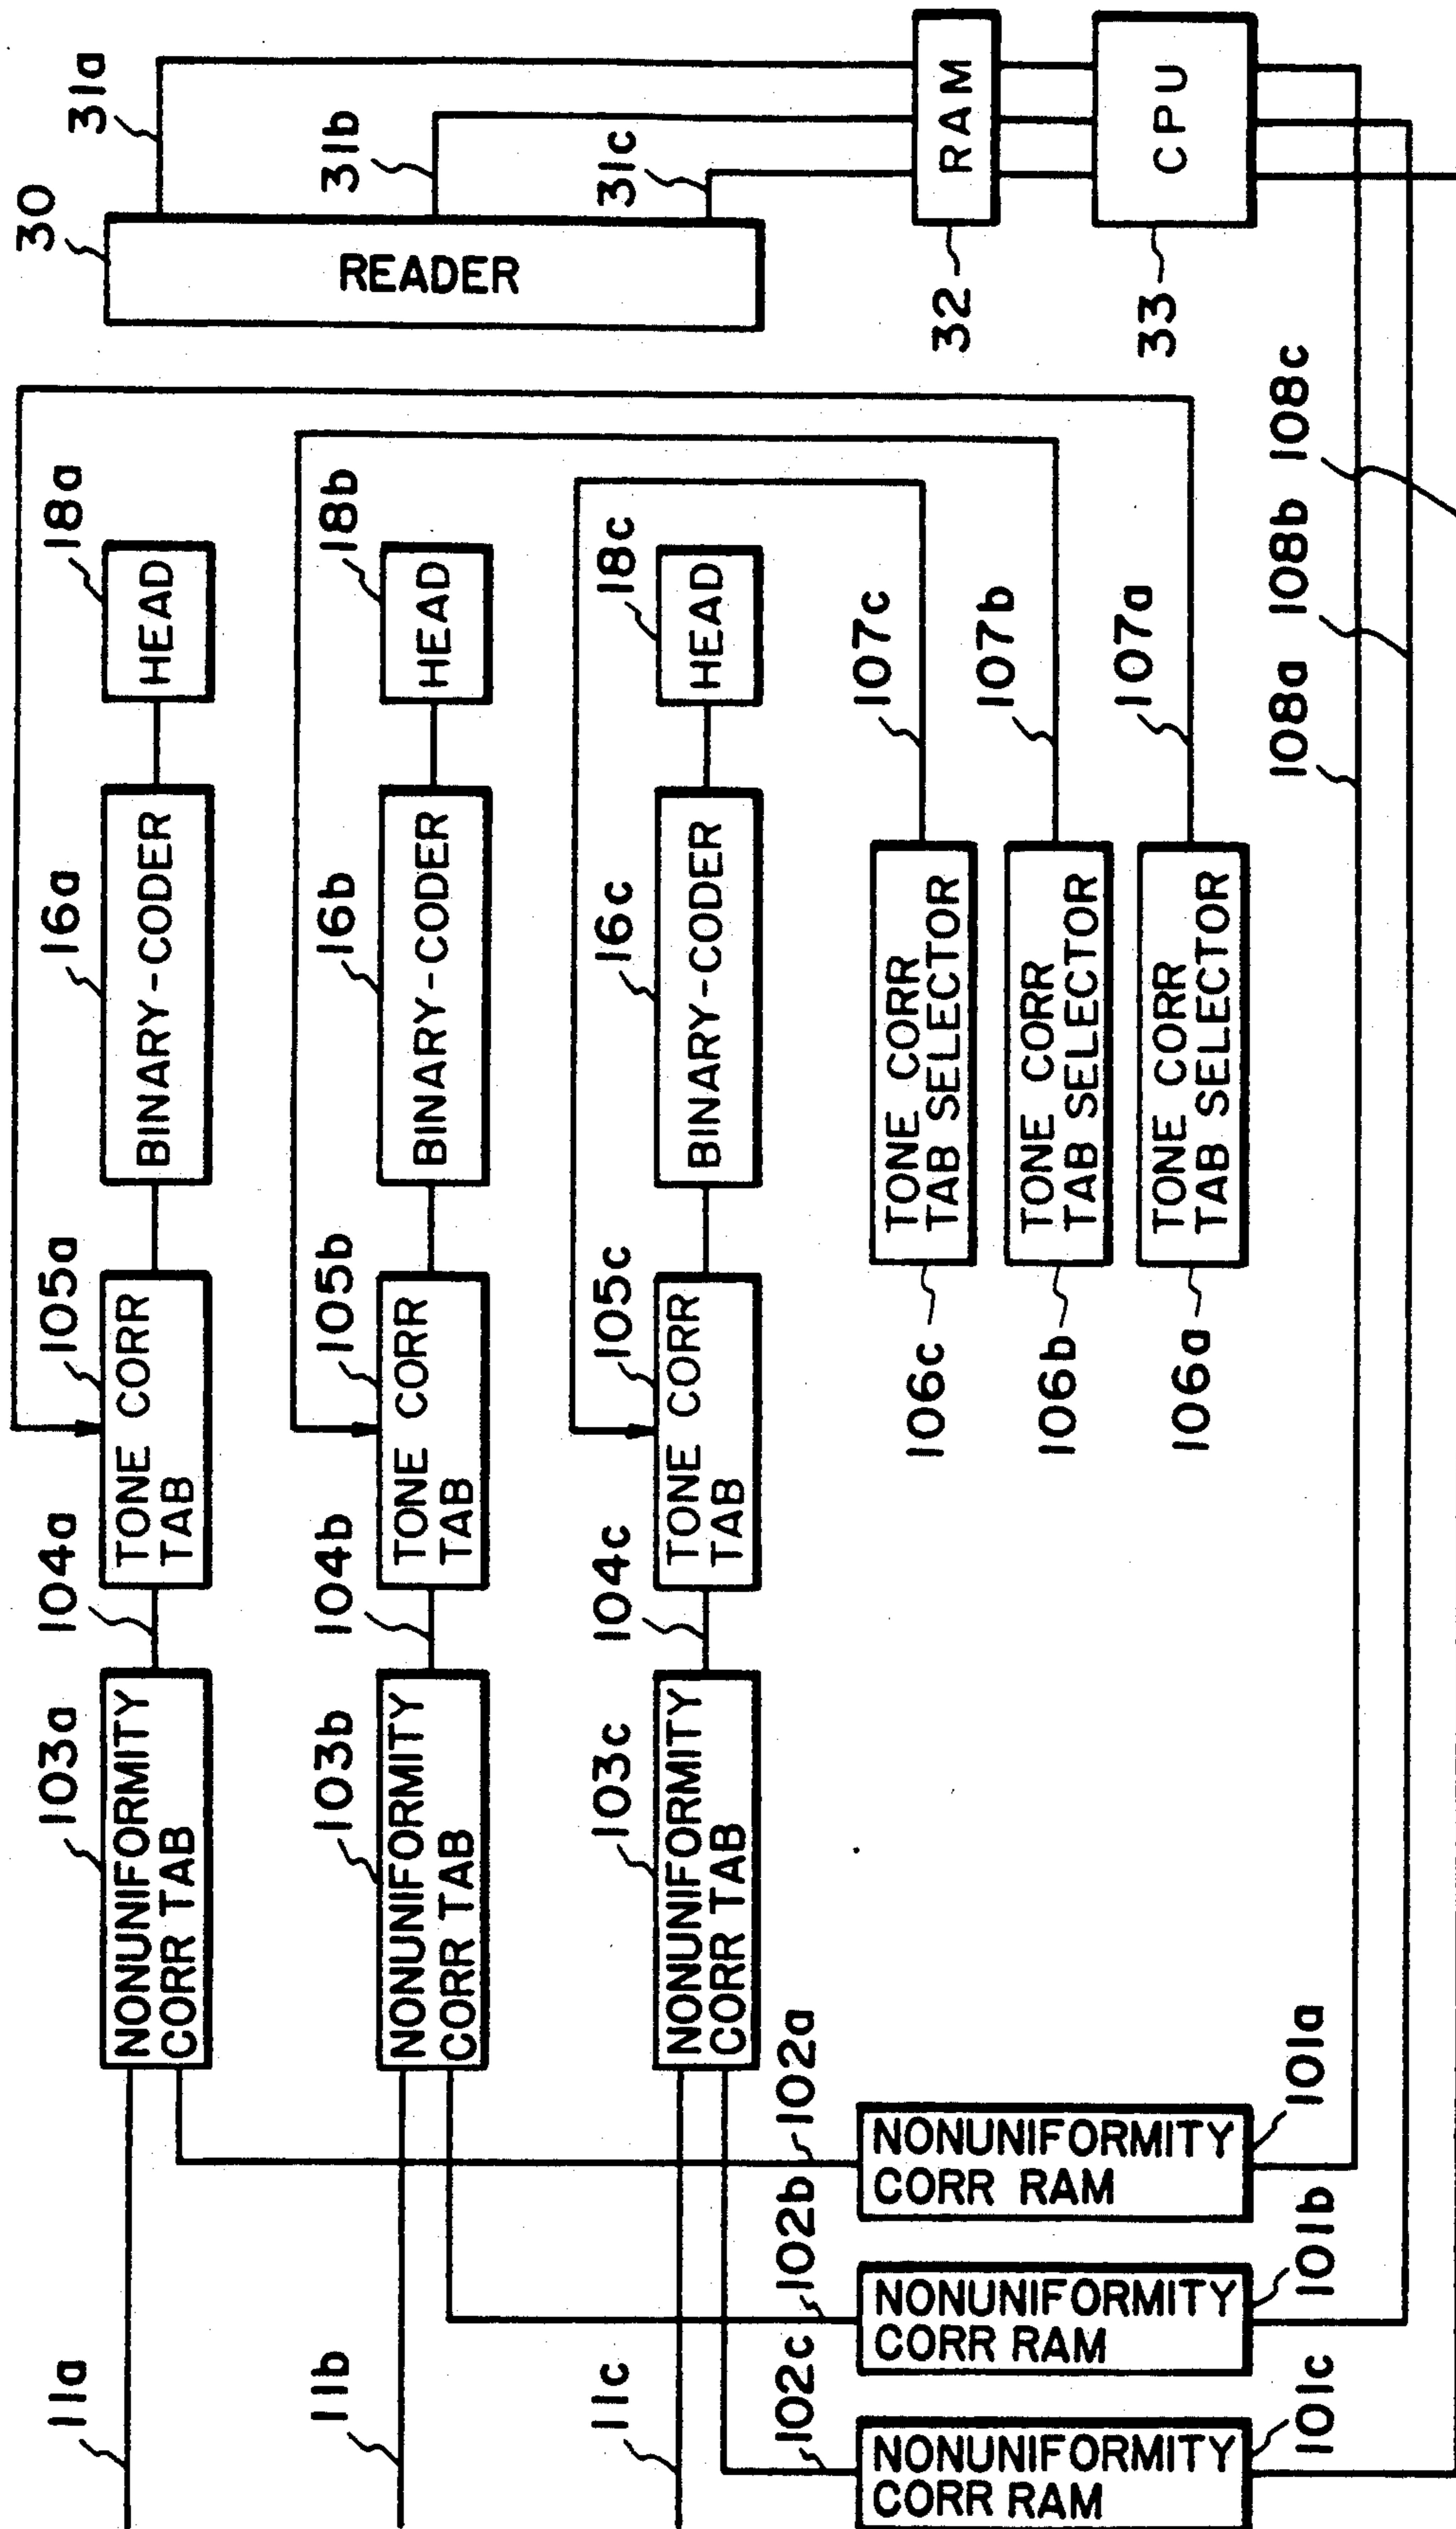 11a
103a
NONUNIFORMITY
CORR TAB
104a
105a
TONE CORR
TAB
16a
BINARY-CODER
18a
HEAD
30
READER
31a
31b
31c
11b
103b
NONUNIFORMITY
CORR TAB
104b
105b
TONE CORR
TAB
16b
BINARY-CODER
18b
HEAD
11c
103c
NONUNIFORMITY
CORR TAB
104c
105c
TONE CORR
TAB
16c
BINARY-CODER
18c
HEAD
102a
102b
102c
NONUNIFORMITY
CORR RAM
101a
NONUNIFORMITY
CORR RAM
101b
NONUNIFORMITY
CORR RAM
101c
106c
TONE CORR
TAB SELECTOR
107c
106b
TONE CORR
TAB SELECTOR
107b
106a
TONE CORR
TAB SELECTOR
107a
32
RAM
33
CPU
108a
108b
108c